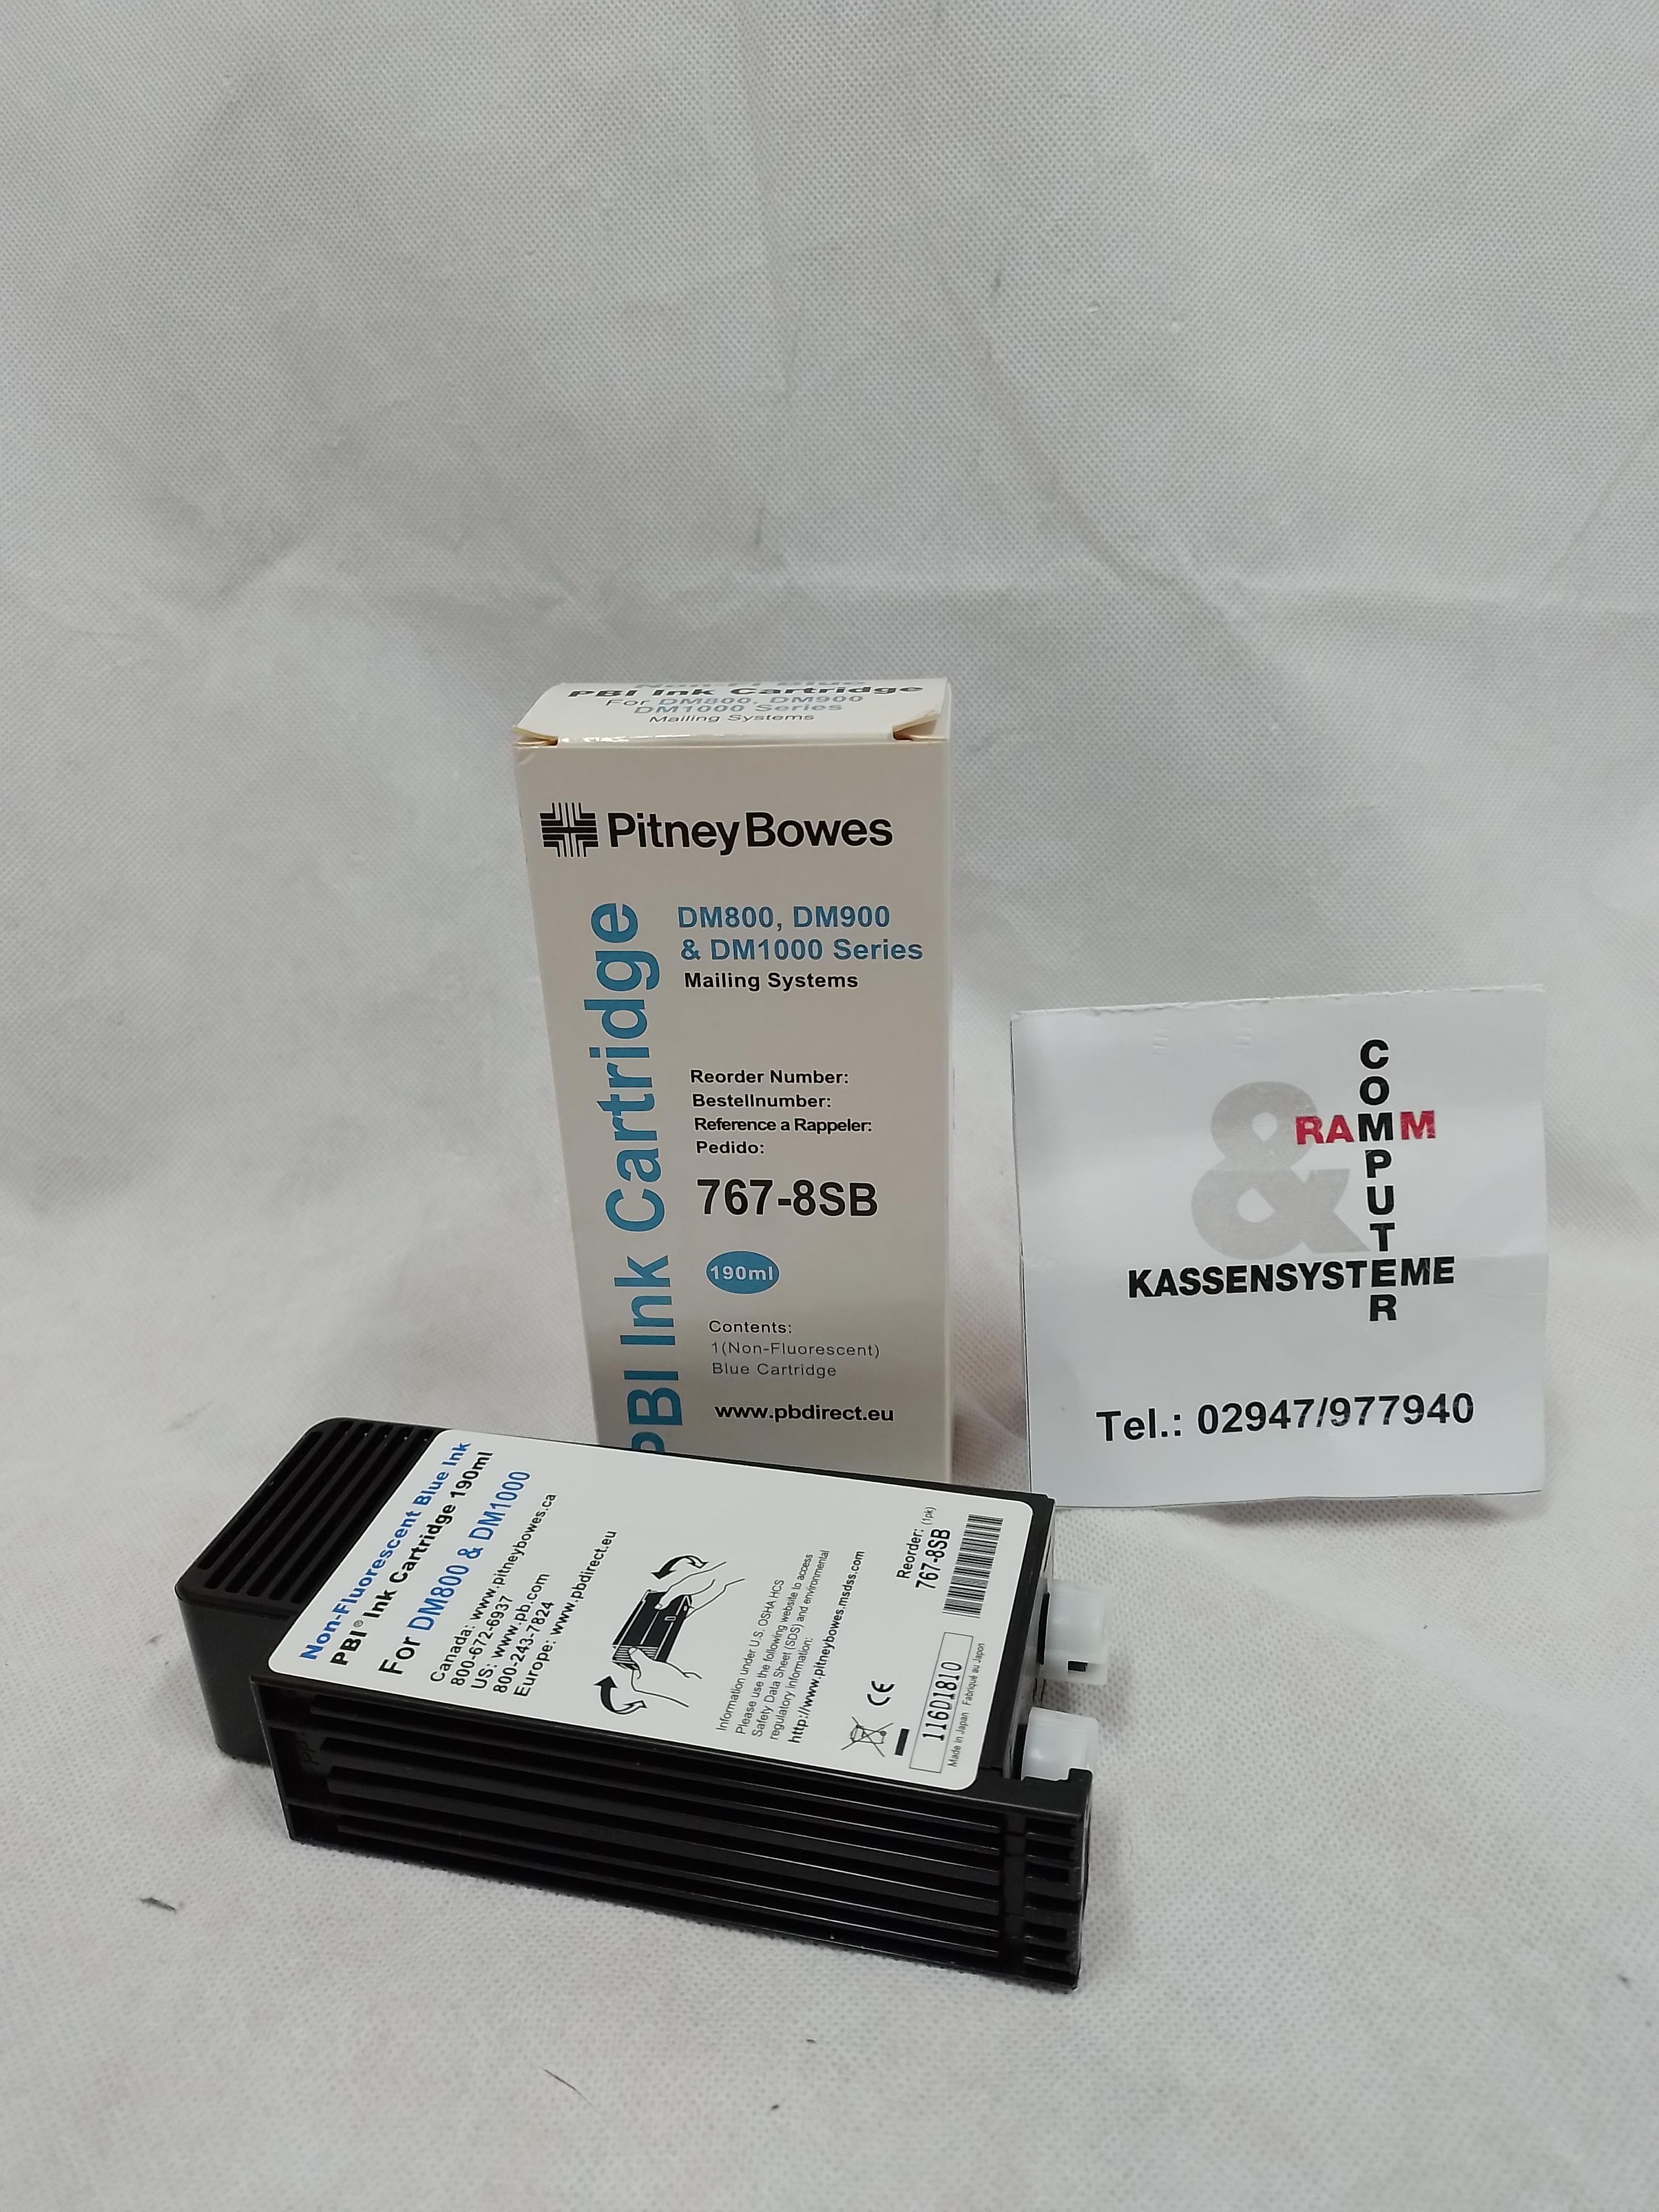 PBI Ink Cartridge
For DM800, DM900
DM1000 Series
Mailing Systems
PitneyBowes
PBI Ink Cartridge
DM800, DM900
& DM1000 Series
Mailing Systems
Reorder Number:
Bestellnumber:
Reference a Rappeler:
Pedido:
767-8SB
190ml
Contents:
1(Non-Fluorescent)
Blue Cartridge
www.pbdirect.eu
&
RAMM
COMPUTER
KASSENSYSTEME
Tel.: 02947/977940
Non-Fluorescent Blue Ink
PBI® Ink Cartridge 190ml
For DM800 & DM1000
Canada: www.pitneybowes.ca
800-672-6937
US: www.pb.com
800-243-7824
Europe: www.pbdirect.eu
Information under U.S. OSHA HCS
Please use the following website to access
Safety Data Sheet (SDS) and environmental
regulatory information:
http://www.pitneybowes.msdss.com
CE
Reorder: (1pk)
767-8SB
116D1810
Made in Japan Fabriqué au Japon